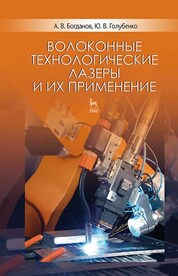 А. В. Богданов, Ю. В. Голубенко
ВОЛОКОННЫЕ
ТЕХНОЛОГИЧЕСКИЕ
ЛАЗЕРЫ
И ИХ ПРИМЕНЕНИЕ